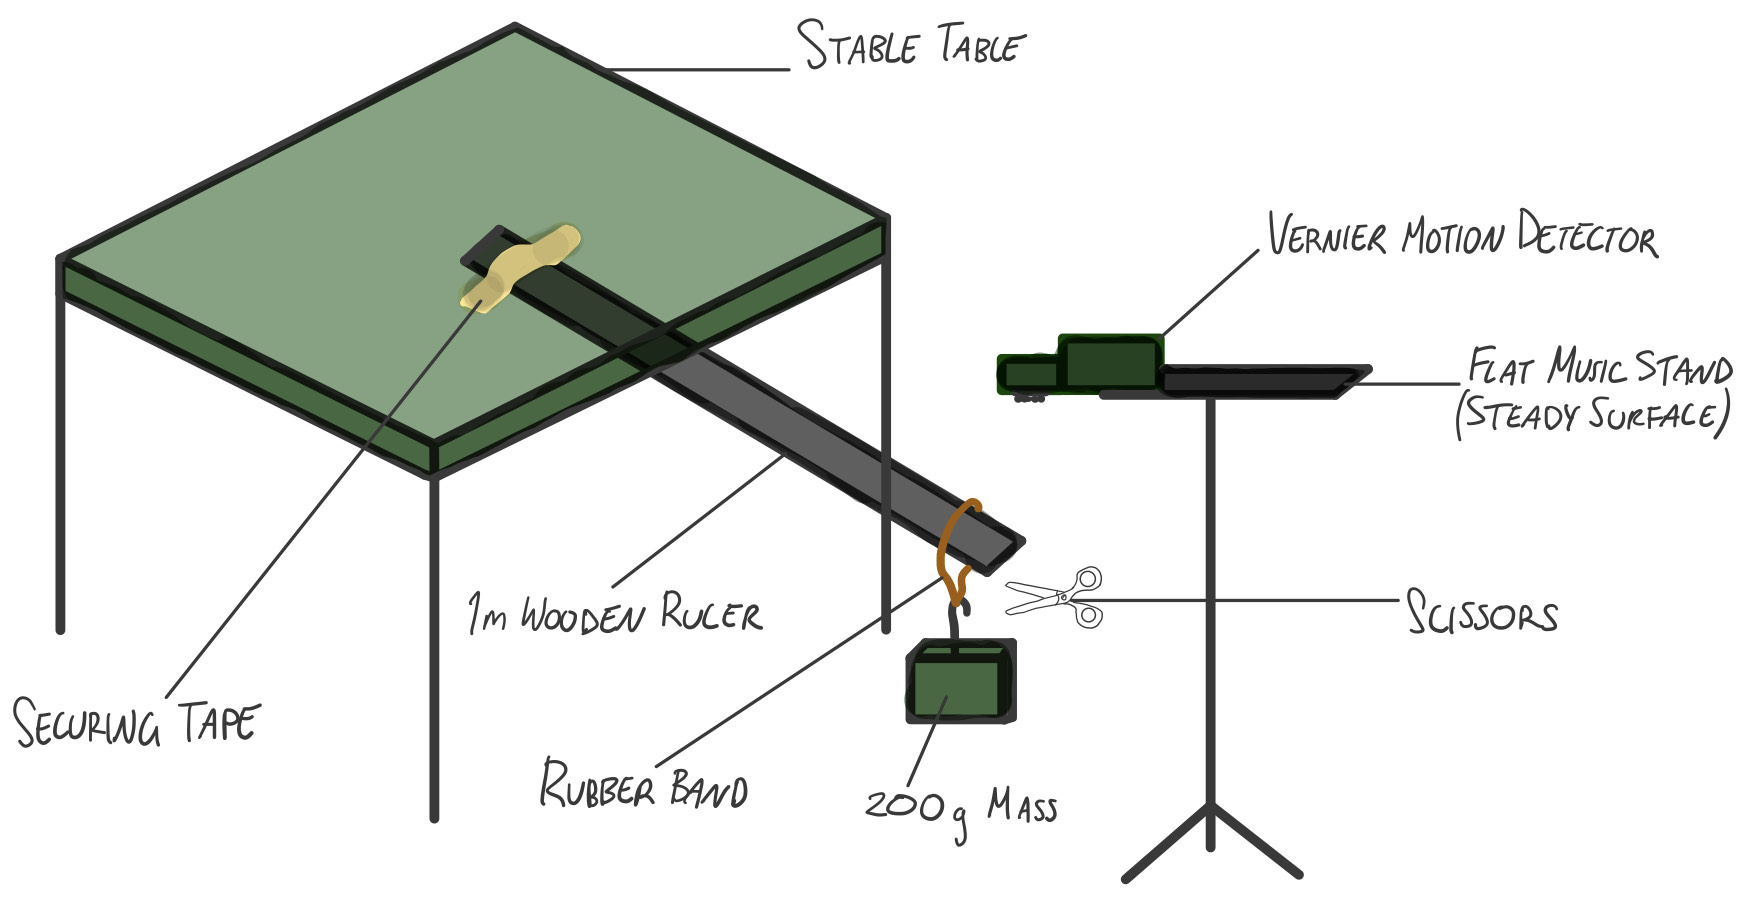 STABLE TABLE
VERNIER MOTION DETECTOR
FLAT MUSIC STAND
(STEADY SURFACE)
1m WOODEN RULER
SCISSORS
SECURING TAPE
RUBBER BAND
200g MASS